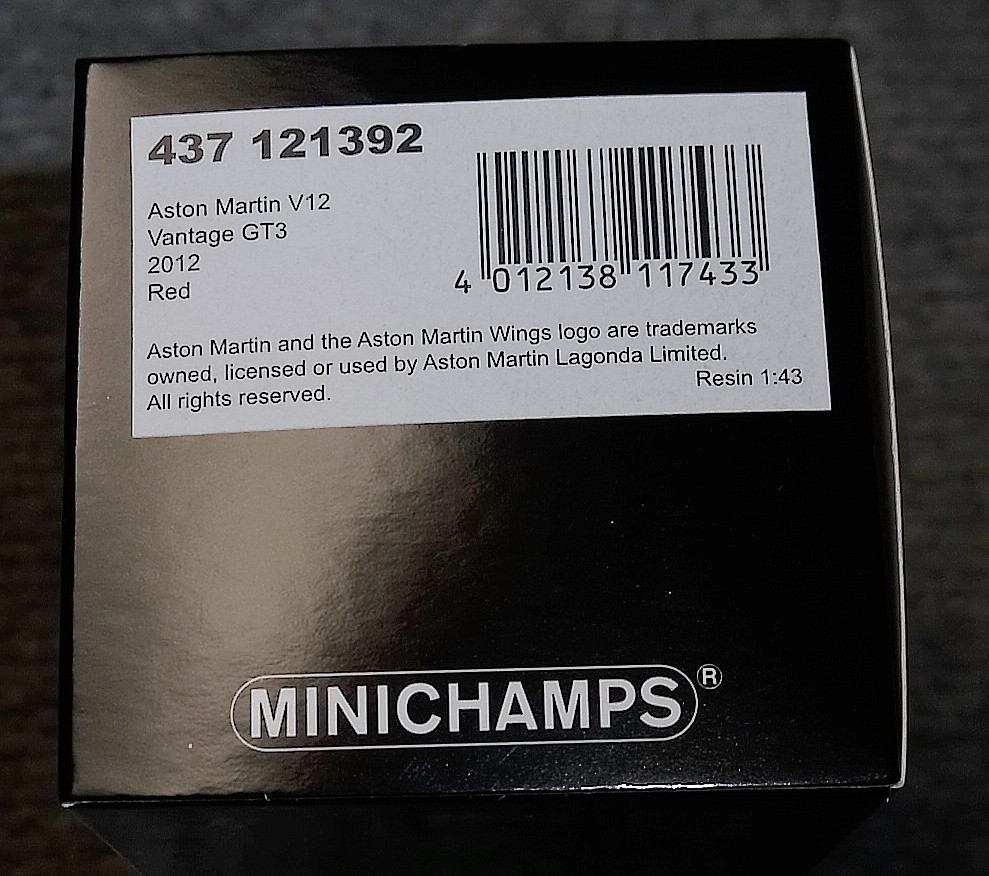 437 121392
Aston Martin V12
Vantage GT3
2012
Red
4 012138 117433
Aston Martin and the Aston Martin Wings logo are trademarks
owned, licensed or used by Aston Martin Lagonda Limited.
All rights reserved.
Resin 1:43
MINICHAMPS®